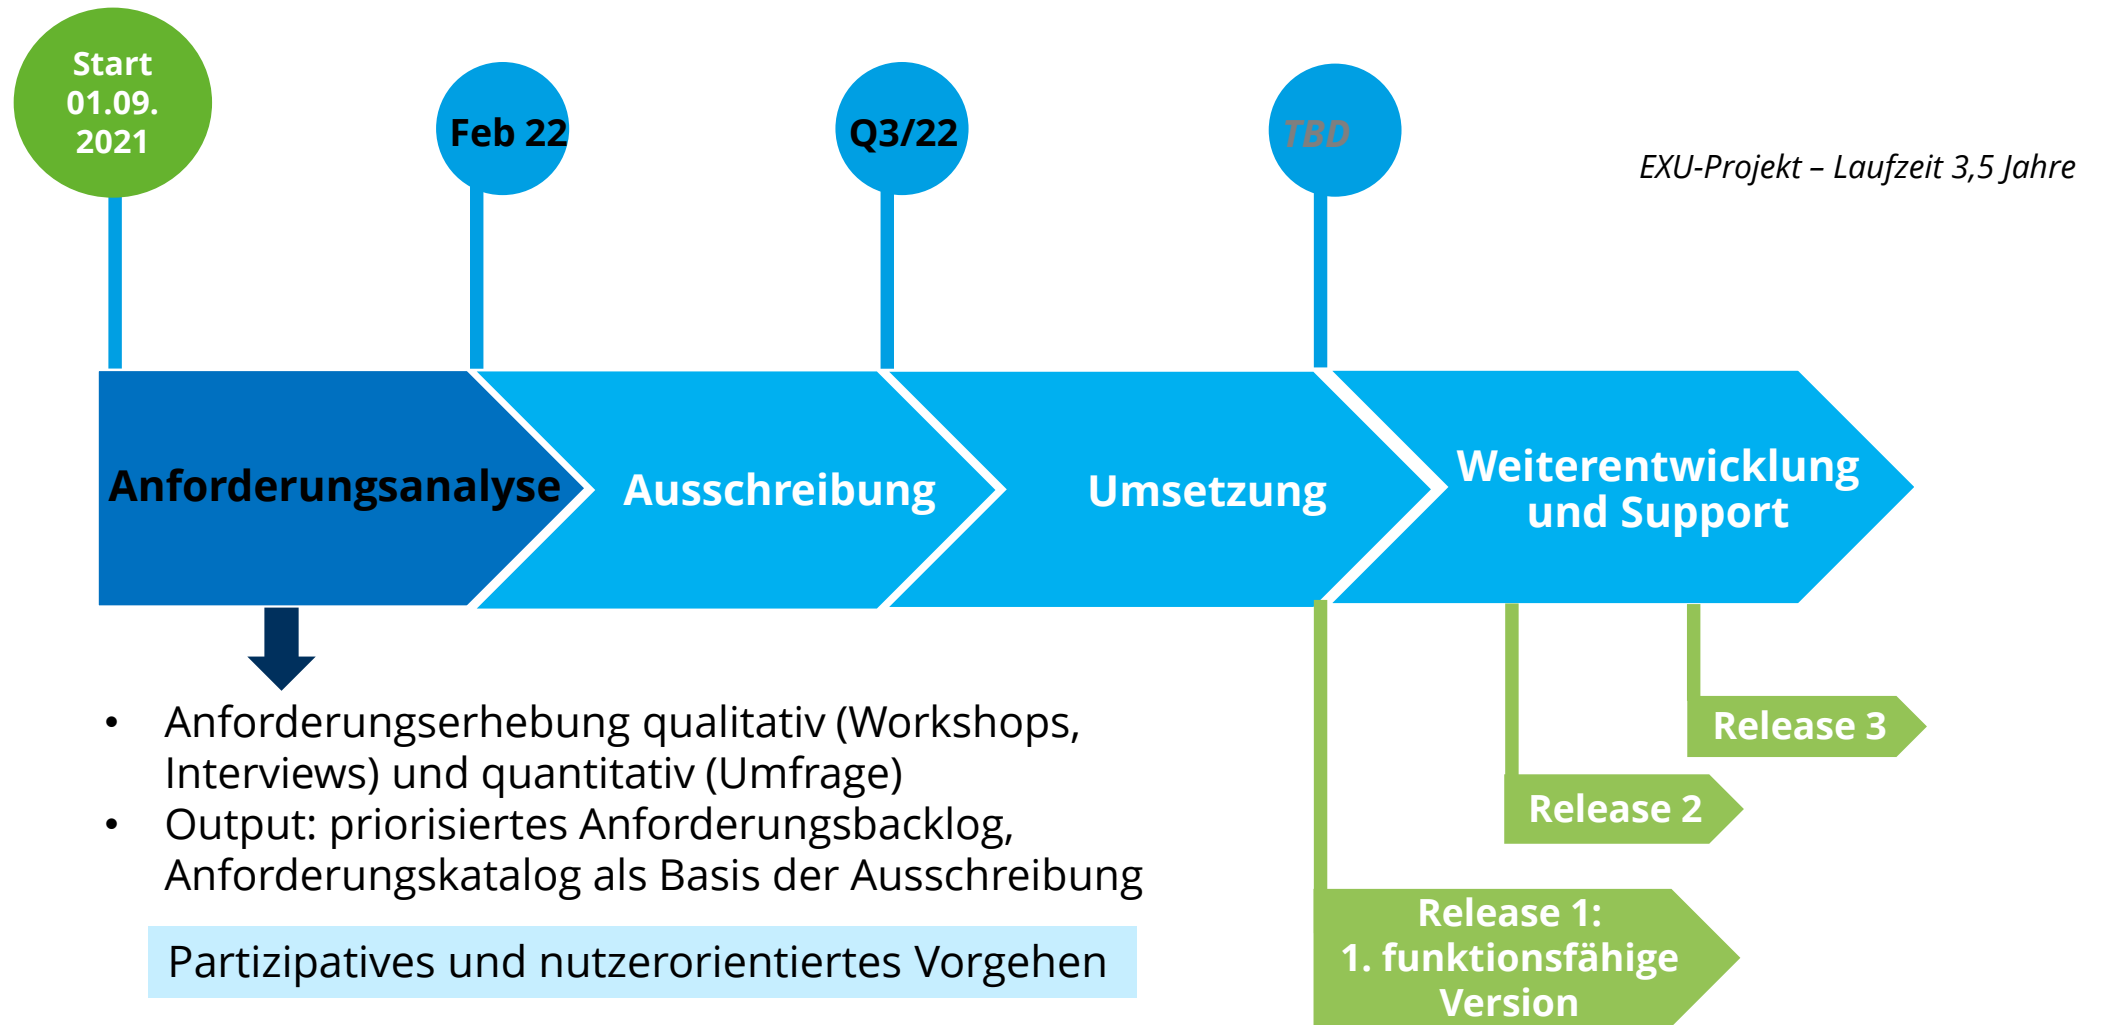 Start
01.09.
2021
Feb 22
Q3/22
TBD
EXU-Projekt – Laufzeit 3,5 Jahre
Anforderungsanalyse
Ausschreibung
Umsetzung
Weiterentwicklung
und Support
• Anforderungserhebung qualitativ (Workshops,
Interviews) und quantitativ (Umfrage)
• Output: priorisiertes Anforderungsbacklog,
Anforderungskatalog als Basis der Ausschreibung
Partizipatives und nutzerorientiertes Vorgehen
Release 3
Release 2
Release 1:
1. funktionsfähige
Version